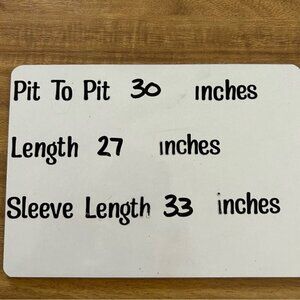 Pit To Pit 30 inches
Length 27 inches
Sleeve Length 33 inches